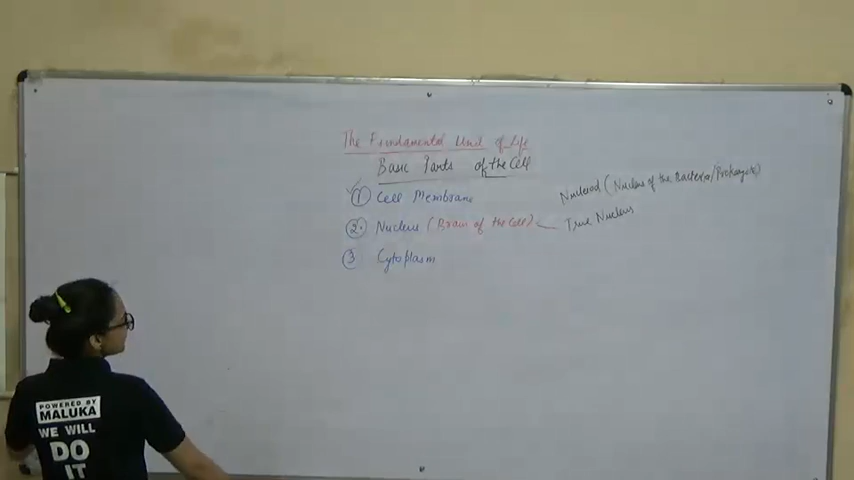 The Fundamental Unit of Life
Basic Parts of the Cell
① Cell Membrane
② Nucleus (Brain of the Cell)
Nucleoid (Nucleus of the Bacteria/Prokaryote)
True Nucleus
③ Cytoplasm
POWERED BY
MALUKA
WE WILL
DO
IT